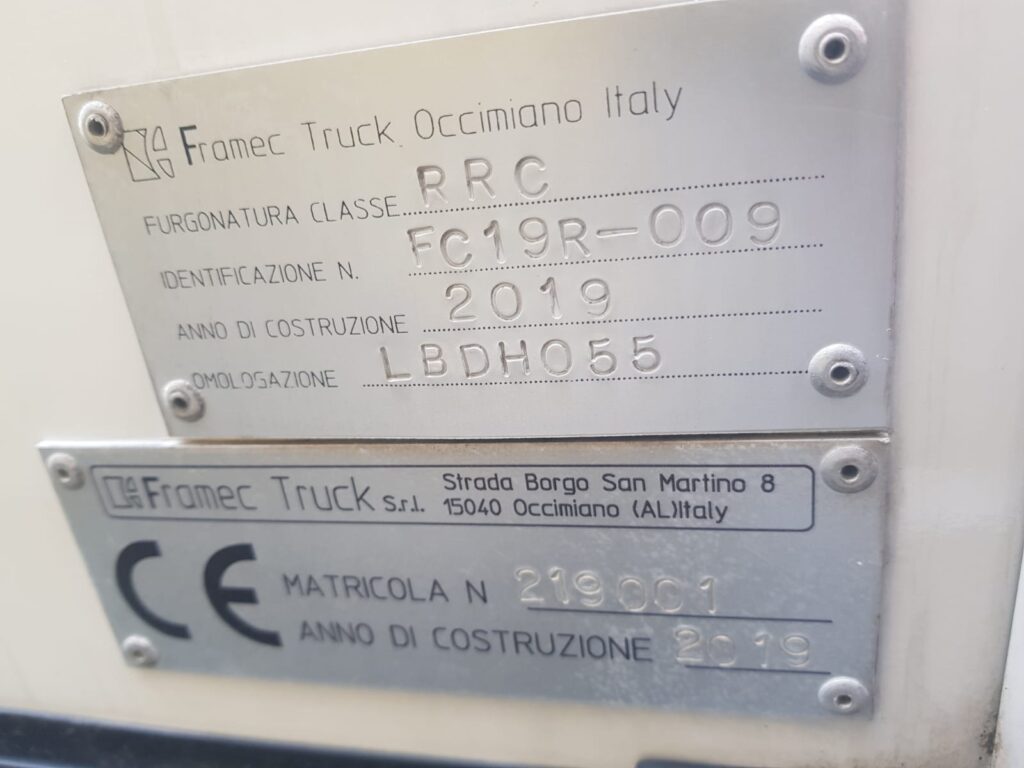 Framec Truck Occimiano Italy
FURGONATURA CLASSE RRC
IDENTIFICAZIONE N. FC19R-009
ANNO DI COSTRUZIONE 2019
OMOLOGAZIONE LBDH055
Framec Truck s.r.l. Strada Borgo San Martino 8
15040 Occimiano (AL)Italy
CE MATRICOLA N 219001
ANNO DI COSTRUZIONE 2019